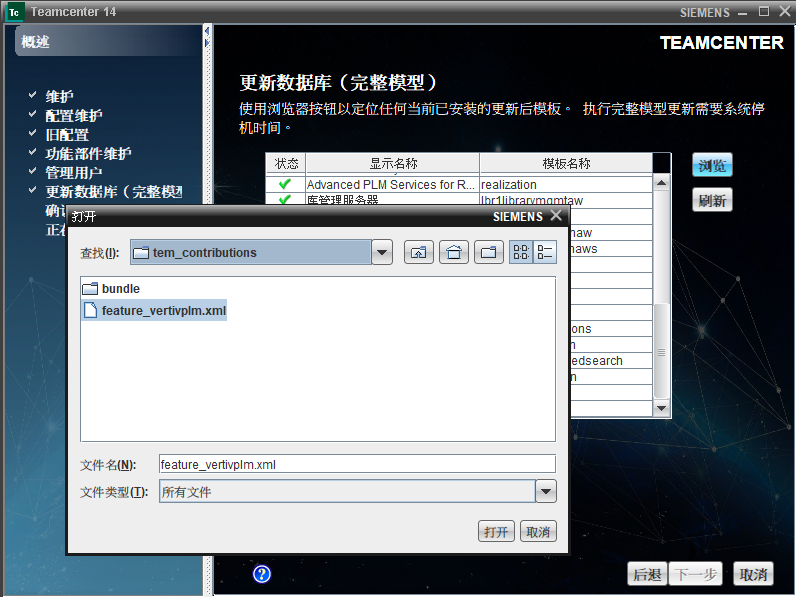 Tc Teamcenter 14 SIEMENS
概述
TEAMCENTER
维护
配置维护
旧配置
功能部件维护
管理用户
更新数据库（完整模型
更新数据库（完整模型）
使用浏览器按钮以定位任何当前已安装的更新后模板。 执行完整模型更新需要系统停
机时间。
状态 显示名称 模板名称
Advanced PLM Services for R... realization
库管理服务器 lbr1librarymgmtaw
浏览
刷新
打开 SIEMENS
查找(I): tem_contributions
bundle
feature_vertivplm.xml
文件名(N): feature_vertivplm.xml
文件类型(T): 所有文件
打开 取消
naw
naws
ons
n
edsearch
n
? 后退 下一步 取消